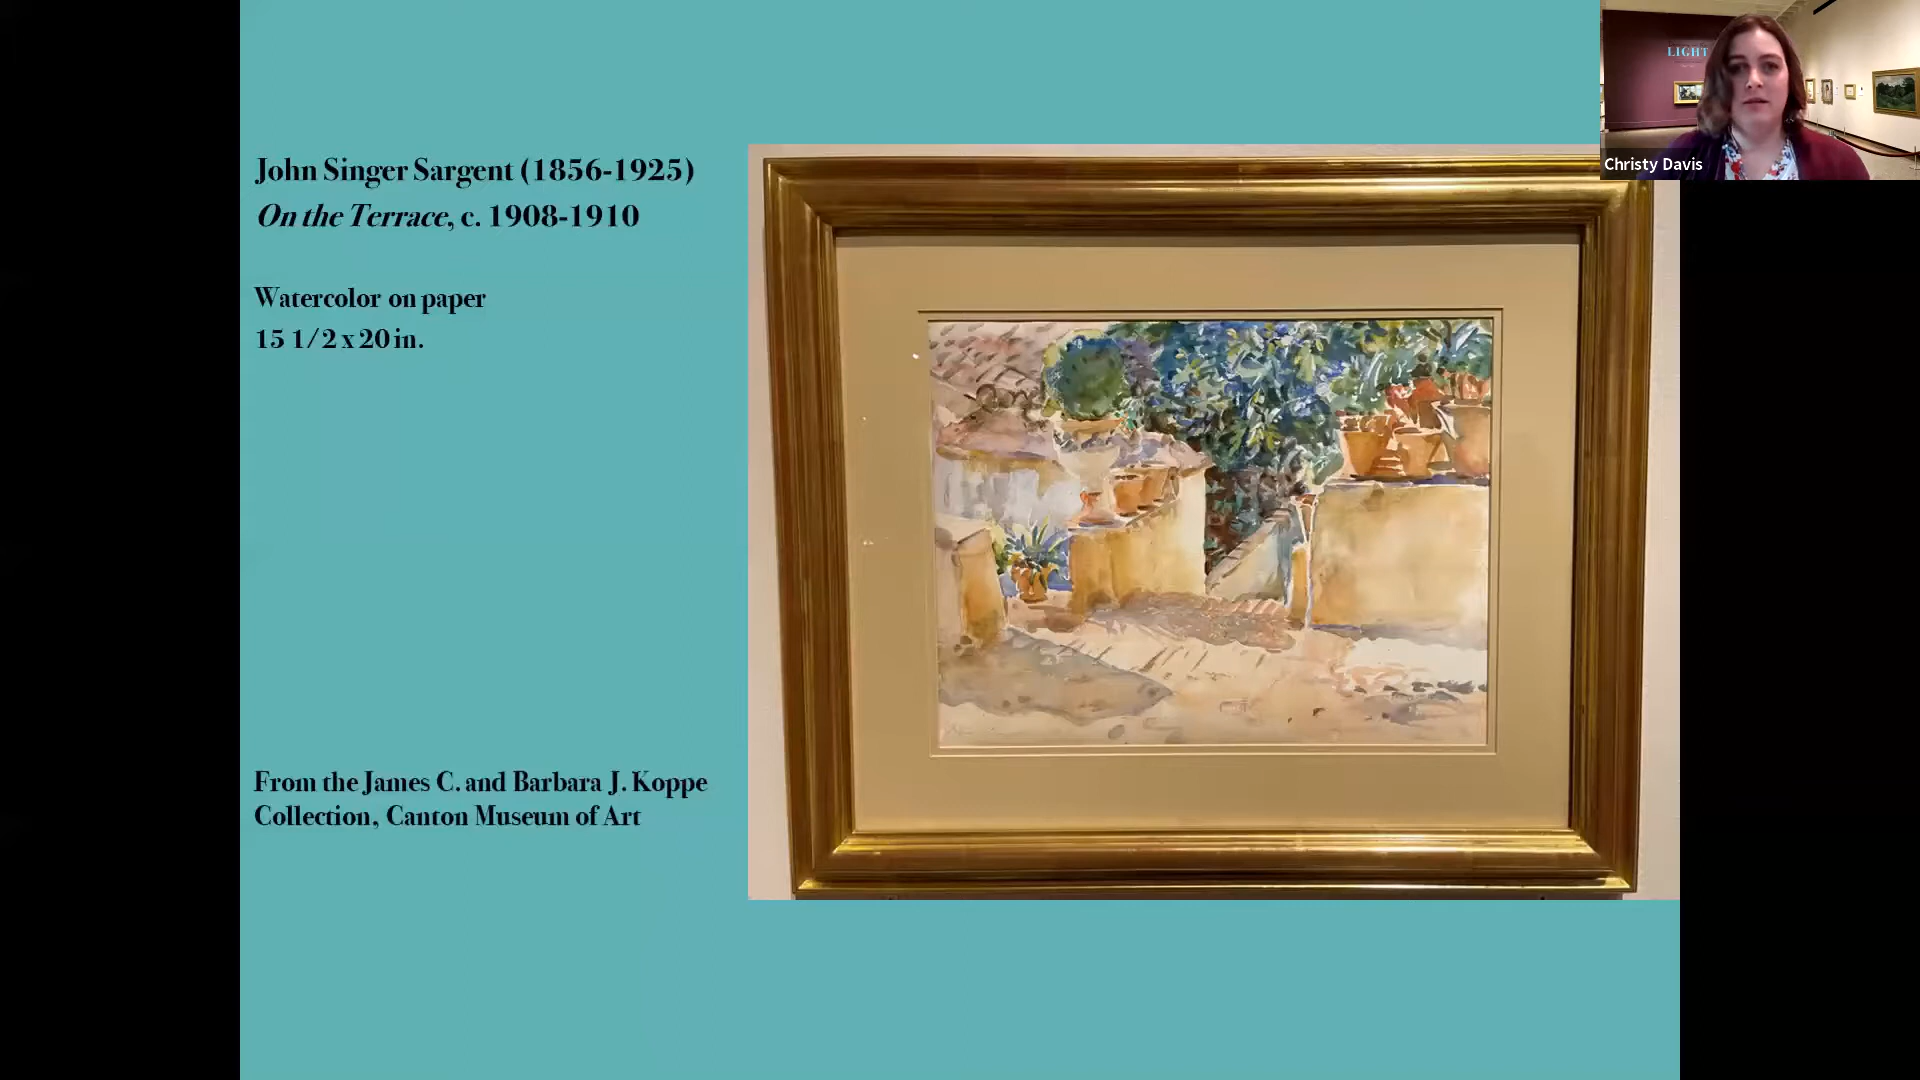 John Singer Sargent (1856-1925)
On the Terrace, c. 1908-1910
Watercolor on paper
15 1/2 x 20 in.
From the James C. and Barbara J. Koppe
Collection, Canton Museum of Art
LIGHT
Christy Davis